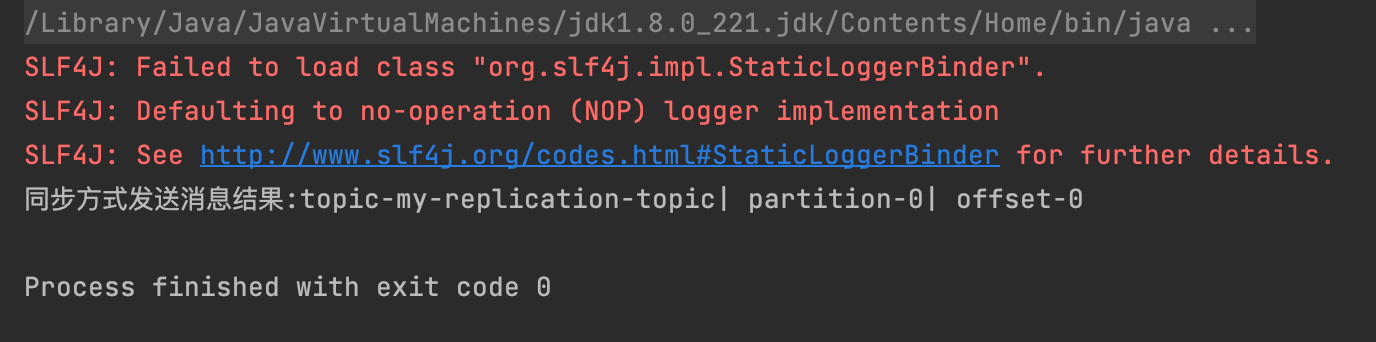 /Library/Java/JavaVirtualMachines/jdk1.8.0_221.jdk/Contents/Home/bin/java ...
SLF4J: Failed to load class "org.slf4j.impl.StaticLoggerBinder".
SLF4J: Defaulting to no-operation (NOP) logger implementation
SLF4J: See http://www.slf4j.org/codes.html#StaticLoggerBinder for further details.
同步方式发送消息结果:topic-my-replication-topic| partition-0| offset-0
Process finished with exit code 0